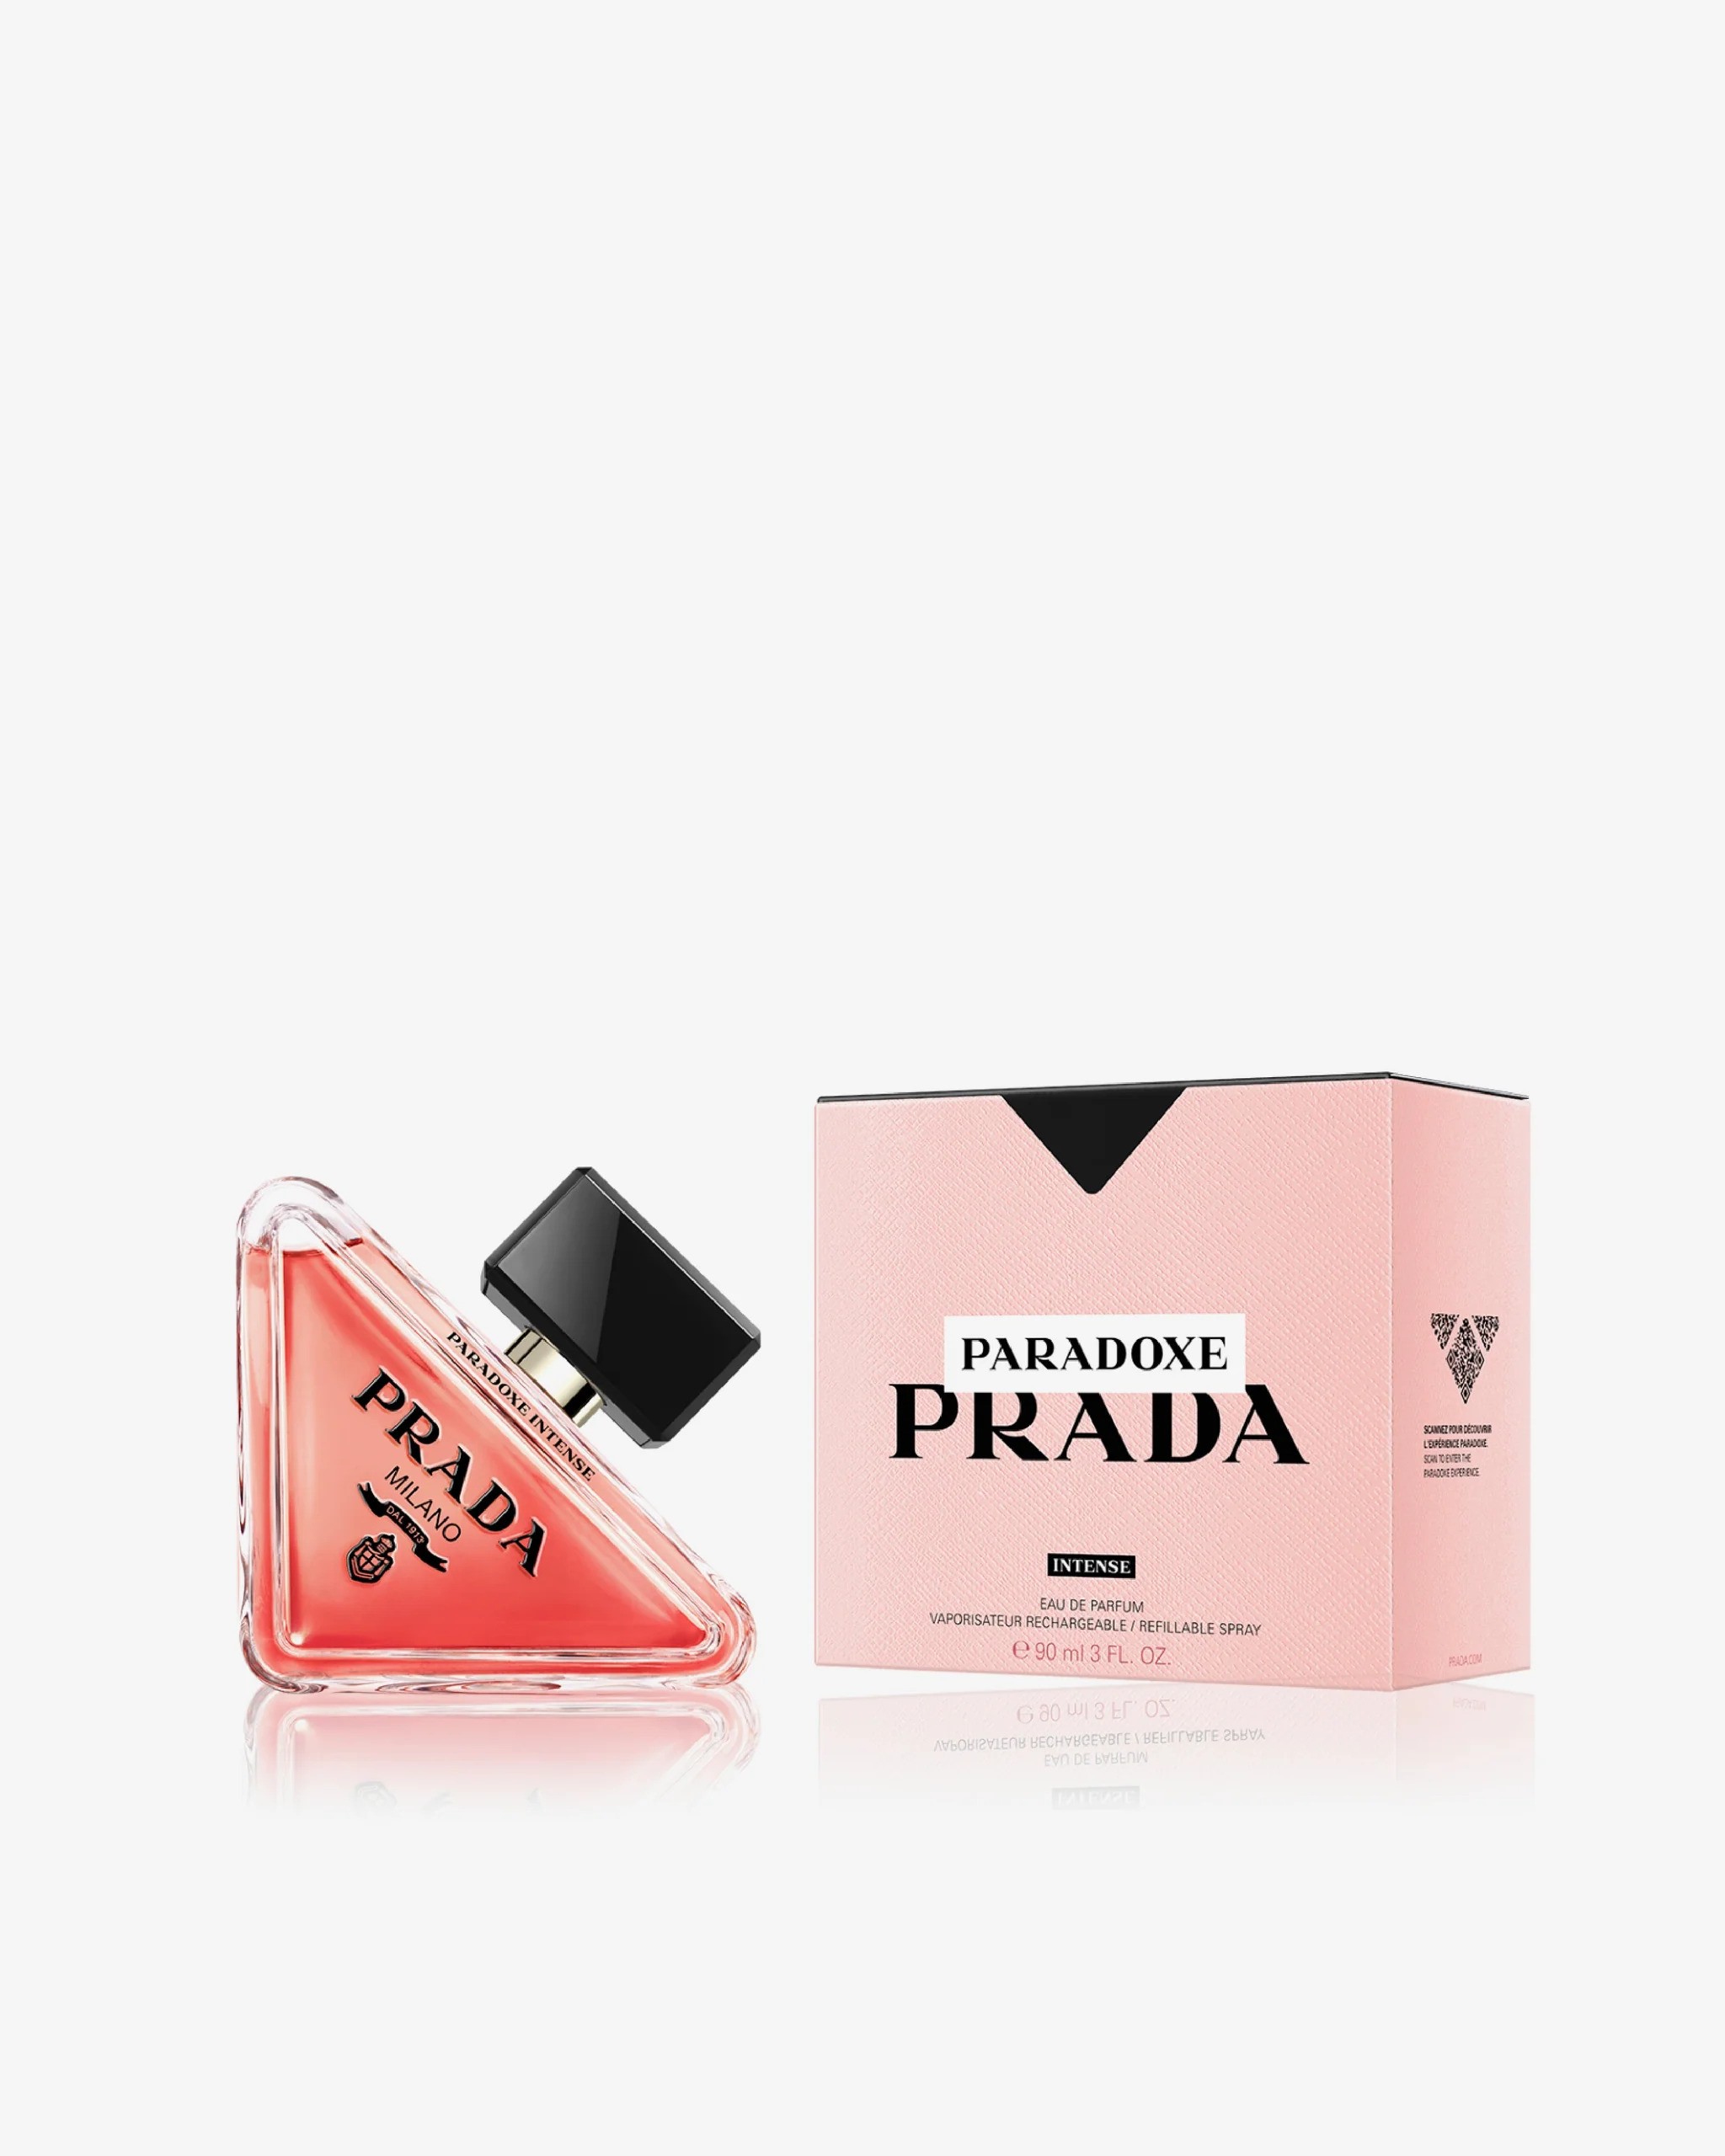 PARADOXE INTENSE
PRADA
MILANO
DAL 1913
PARADOXE
PRADA
INTENSE
EAU DE PARFUM
VAPORISATEUR RECHARGEABLE / REFILLABLE SPRAY
℮ 90 ml 3 FL. OZ.
SCANNEZ POUR DÉCOUVRIR
L'EXPÉRIENCE PARADOXE.
SCAN TO ENTER THE
PARADOXE EXPERIENCE.
PRADA.COM